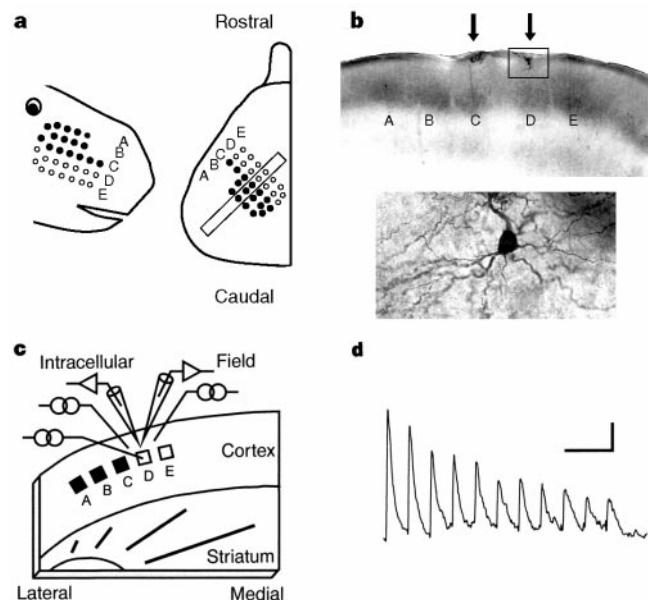 a
Rostral
A
B
C
D
E
E
D
C
B
A
Caudal
b
A B C D E
c
Intracellular
Field
Cortex
A B C D E
Striatum
Lateral
Medial
d